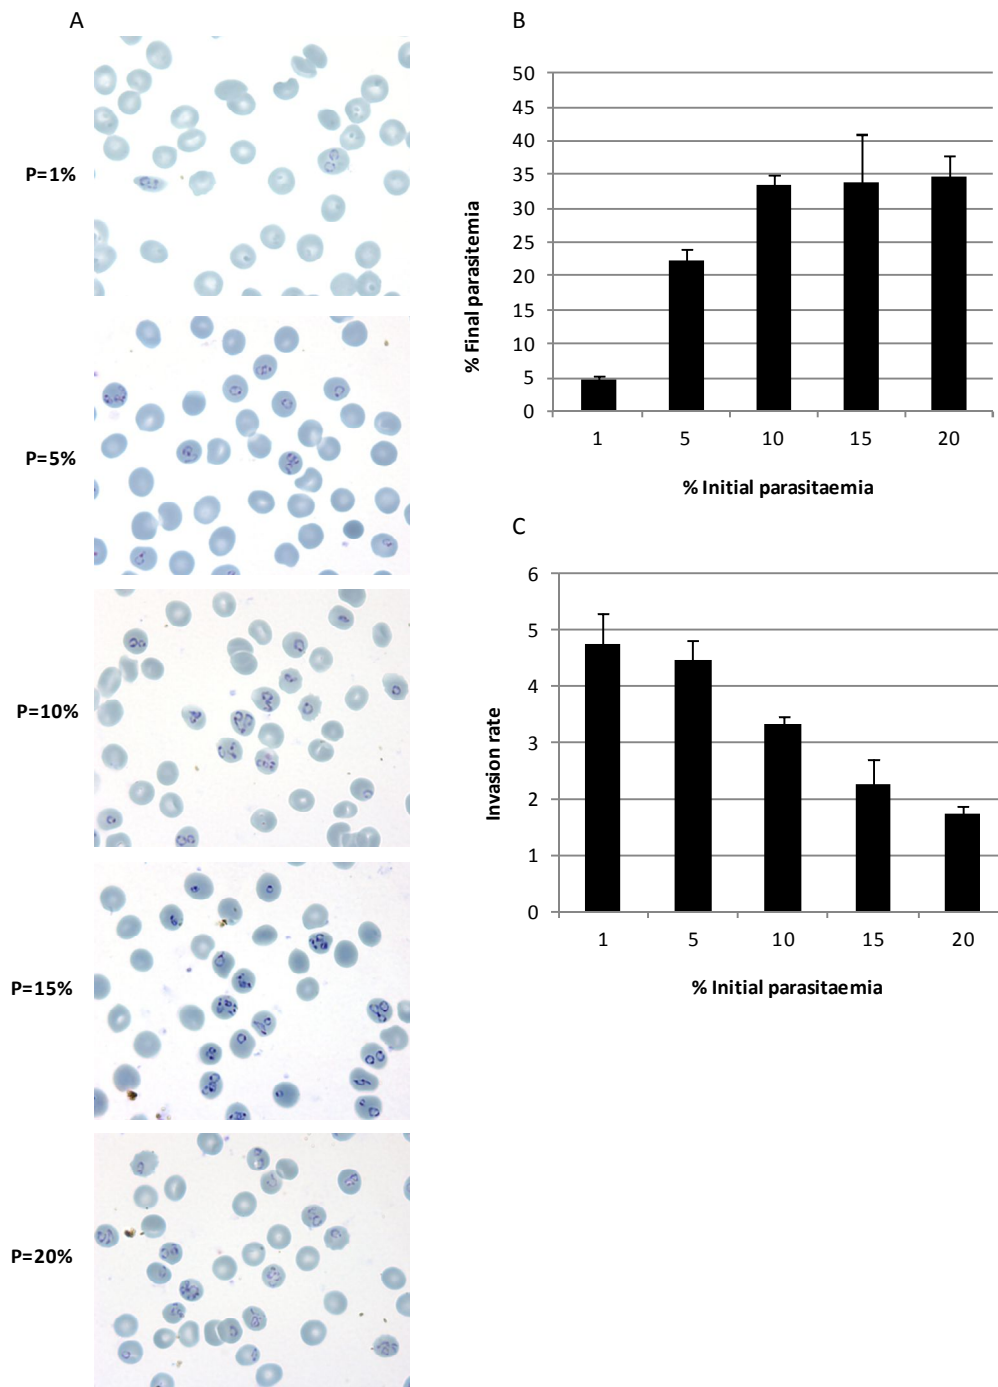 A
P=1%
P=5%
P=10%
P=15%
P=20%
B
50
45
40
35
30
25
20
15
10
5
0
% Final parasitemia
1 5 10 15 20
% Initial parasitaemia
C
6
5
4
3
2
1
0
Invasion rate
1 5 10 15 20
% Initial parasitaemia